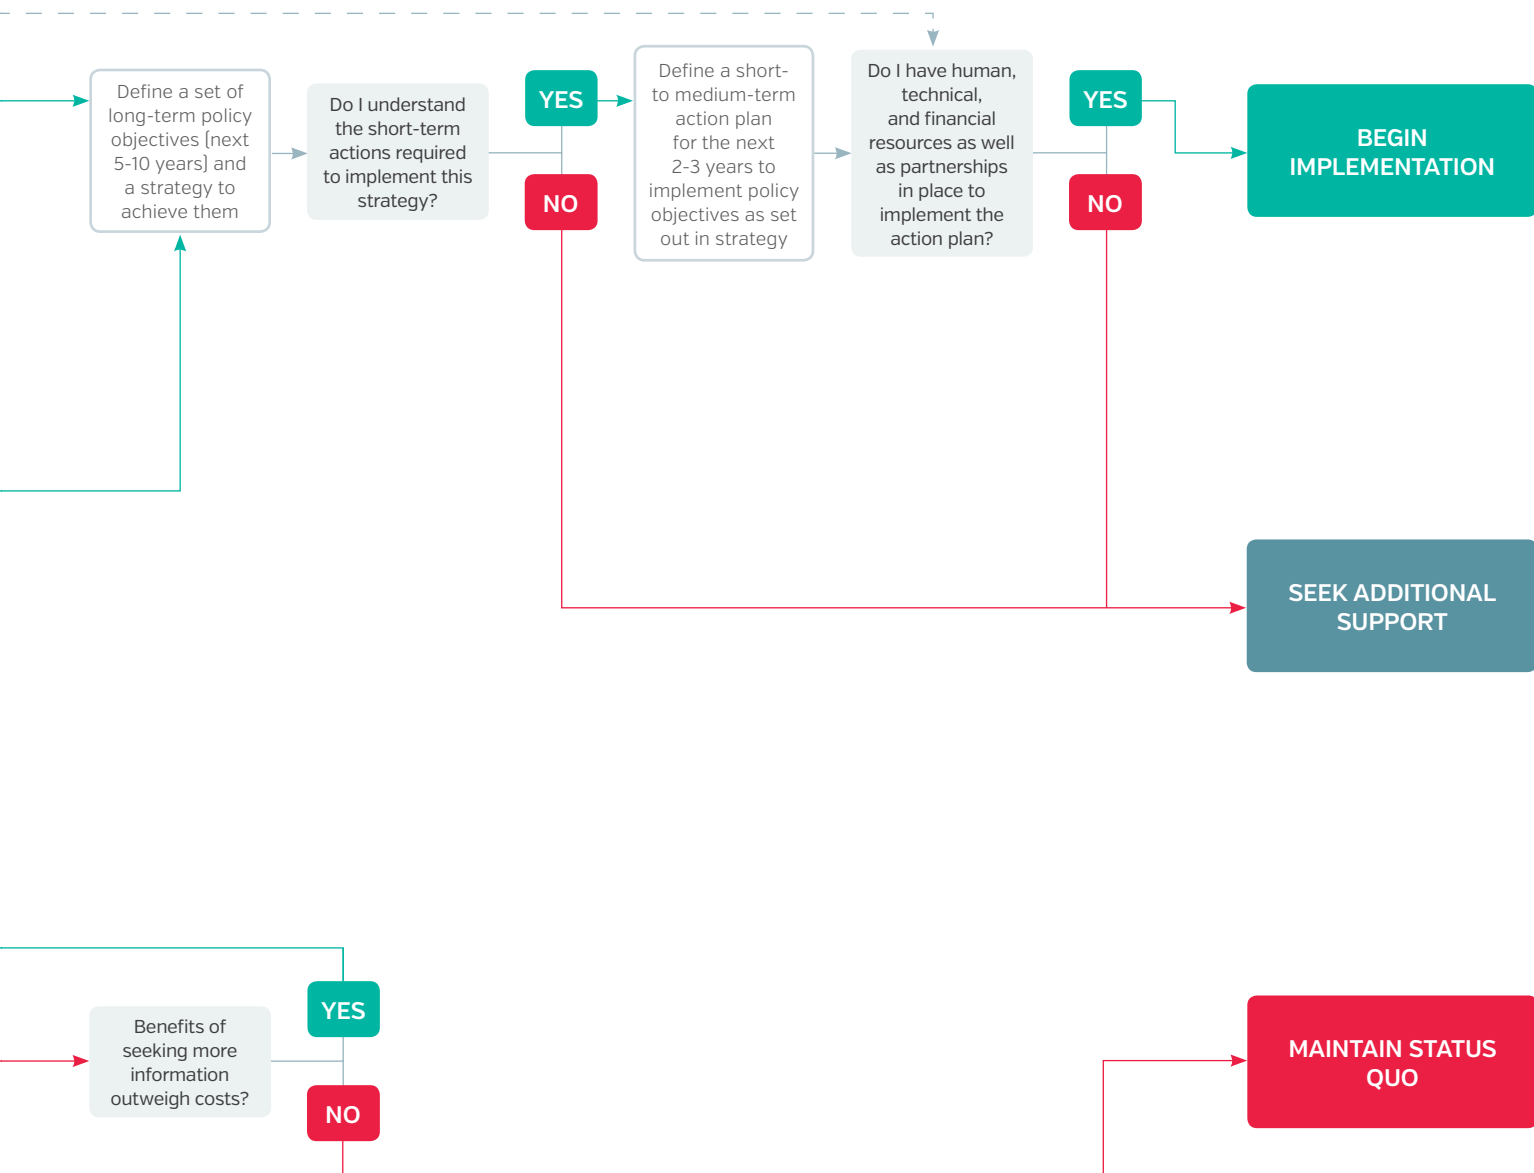 Define a set of
long-term policy
objectives (next
5-10 years) and
a strategy to
achieve them
Do I understand
the short-term
actions required
to implement this
strategy?
YES
NO
Define a short-
to medium-term
action plan
for the next
2-3 years to
implement policy
objectives as set
out in strategy
Do I have human,
technical,
and financial
resources as well
as partnerships
in place to
implement the
action plan?
YES
NO
BEGIN
IMPLEMENTATION
SEEK ADDITIONAL
SUPPORT
Benefits of
seeking more
information
outweigh costs?
YES
NO
MAINTAIN STATUS
QUO